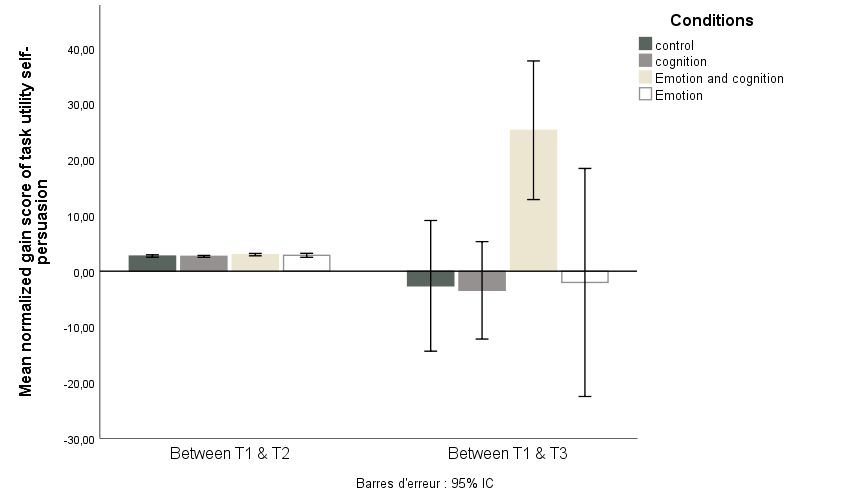 Conditions
control
cognition
Emotion and cognition
Emotion
Mean normalized gain score of task utility self-
persuasion
40,00
30,00
20,00
10,00
0,00
-10,00
-20,00
-30,00
Between T1 & T2
Between T1 & T3
Barres d'erreur : 95% IC